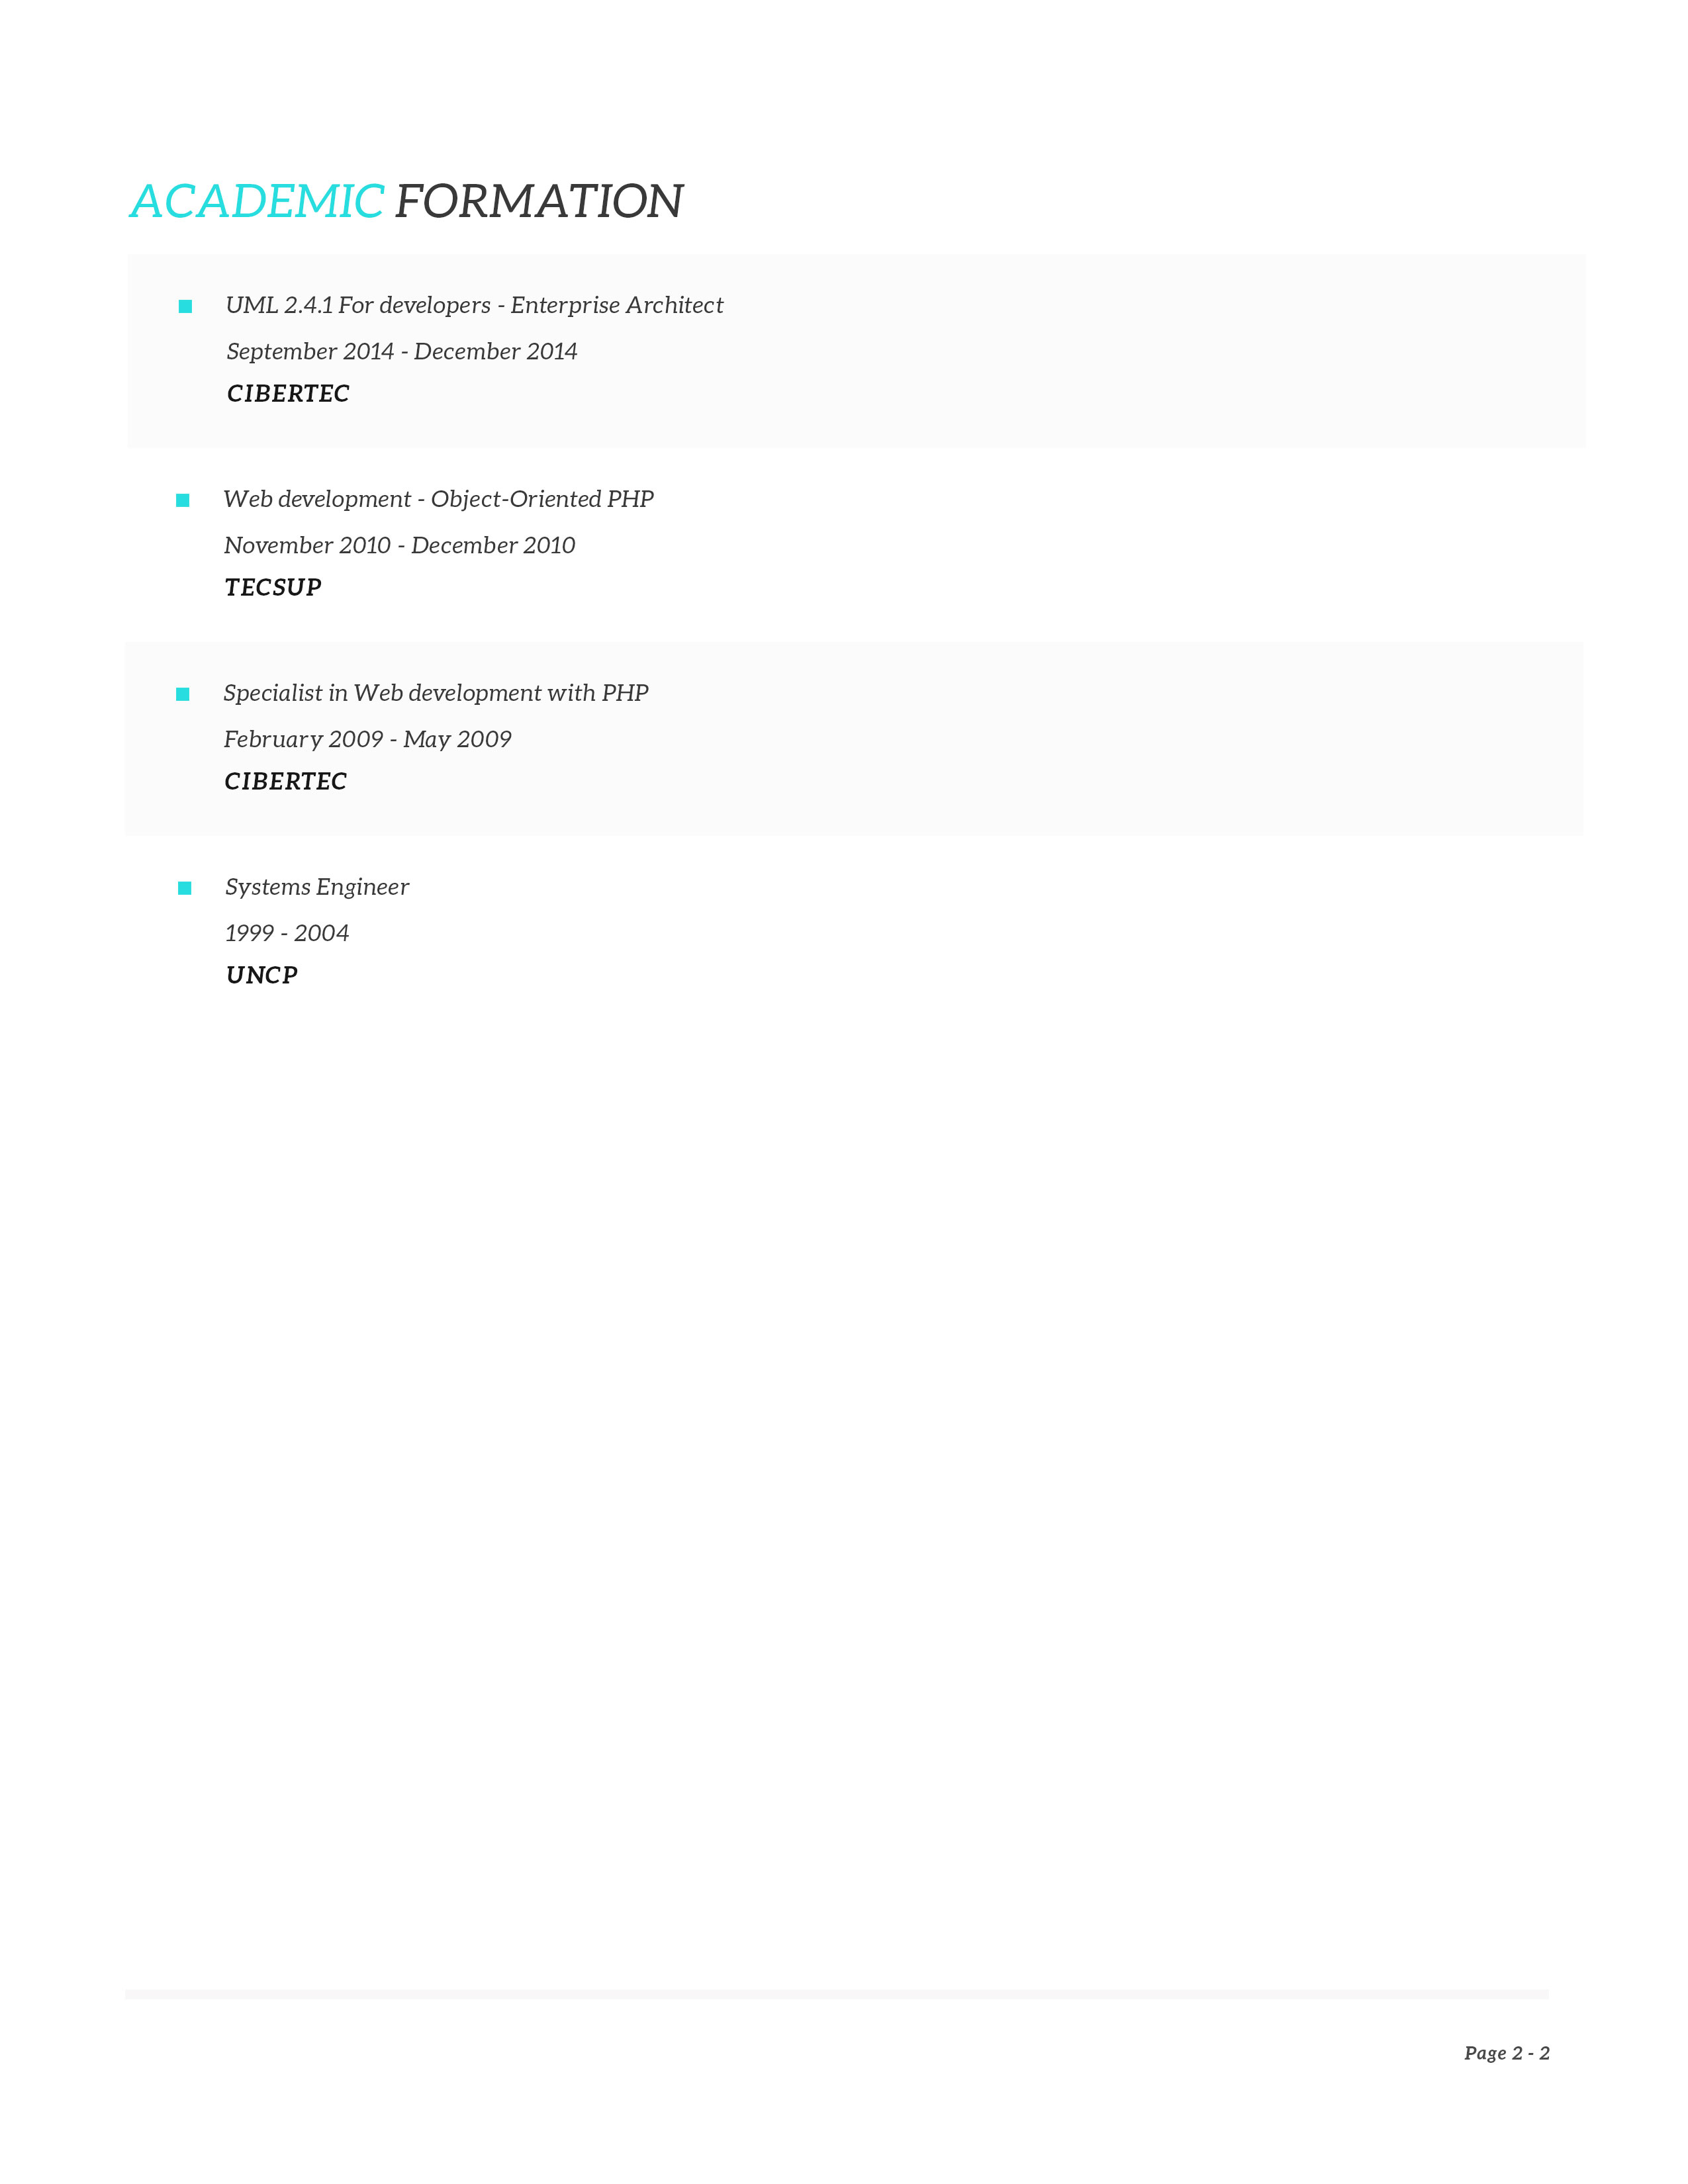 ACADEMIC FORMATION
UML 2.4.1 For developers - Enterprise Architect
September 2014 - December 2014
CIBERTEC
Web development - Object-Oriented PHP
November 2010 - December 2010
TECSUP
Specialist in Web development with PHP
February 2009 - May 2009
CIBERTEC
Systems Engineer
1999 - 2004
UNCP
Page 2 - 2